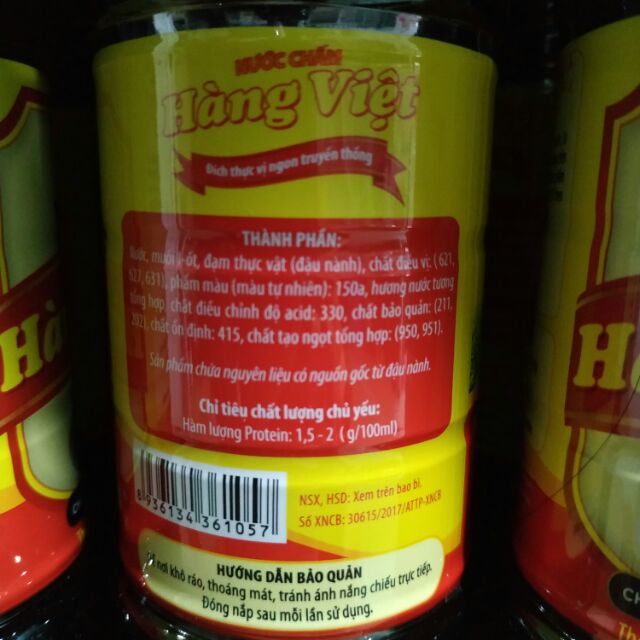 NƯỚC CHẤM
Hàng Việt
Đích thực vị ngon truyền thống
THÀNH PHẦN:
Nước, muối I-ốt, đạm thực vật (đậu nành), chất điều vị: ( 621,
627, 631), phẩm màu (màu tự nhiên): 150a, hương nước tương
tổng hợp, chất điều chỉnh độ acid: 330, chất bảo quản: (211,
202), chất ổn định: 415, chất tạo ngọt tổng hợp: (950, 951).
Sản phẩm chứa nguyên liệu có nguồn gốc từ đậu nành.
Chỉ tiêu chất lượng chủ yếu:
Hàm lượng Protein: 1,5 - 2 ( g/100ml)
8 936134 361057
NSX, HSD: Xem trên bao bì.
Số XNCB: 30615/2017/ATTP-XNCB
HƯỚNG DẪN BẢO QUẢN
Để nơi khô ráo, thoáng mát, tránh ánh nắng chiếu trực tiếp.
Đóng nắp sau mỗi lần sử dụng.
Hà
H